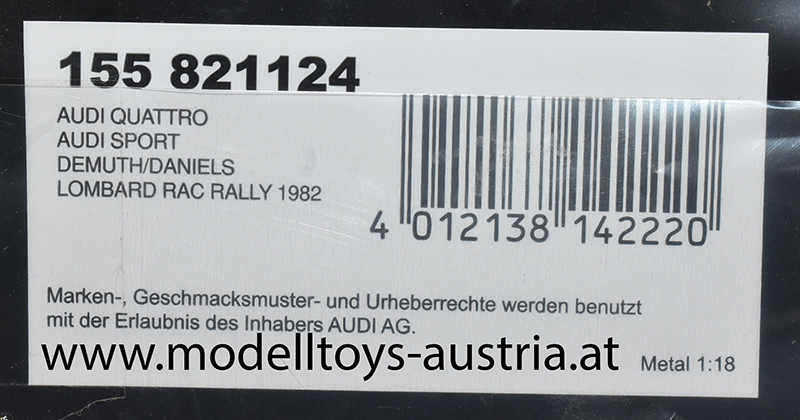 155 821124
AUDI QUATTRO
AUDI SPORT
DEMUTH/DANIELS
LOMBARD RAC RALLY 1982
4 012138 142220
Marken-, Geschmacksmuster- und Urheberrechte werden benutzt
mit der Erlaubnis des Inhabers AUDI AG.
www.modelltoys-austria.at
Metal 1:18